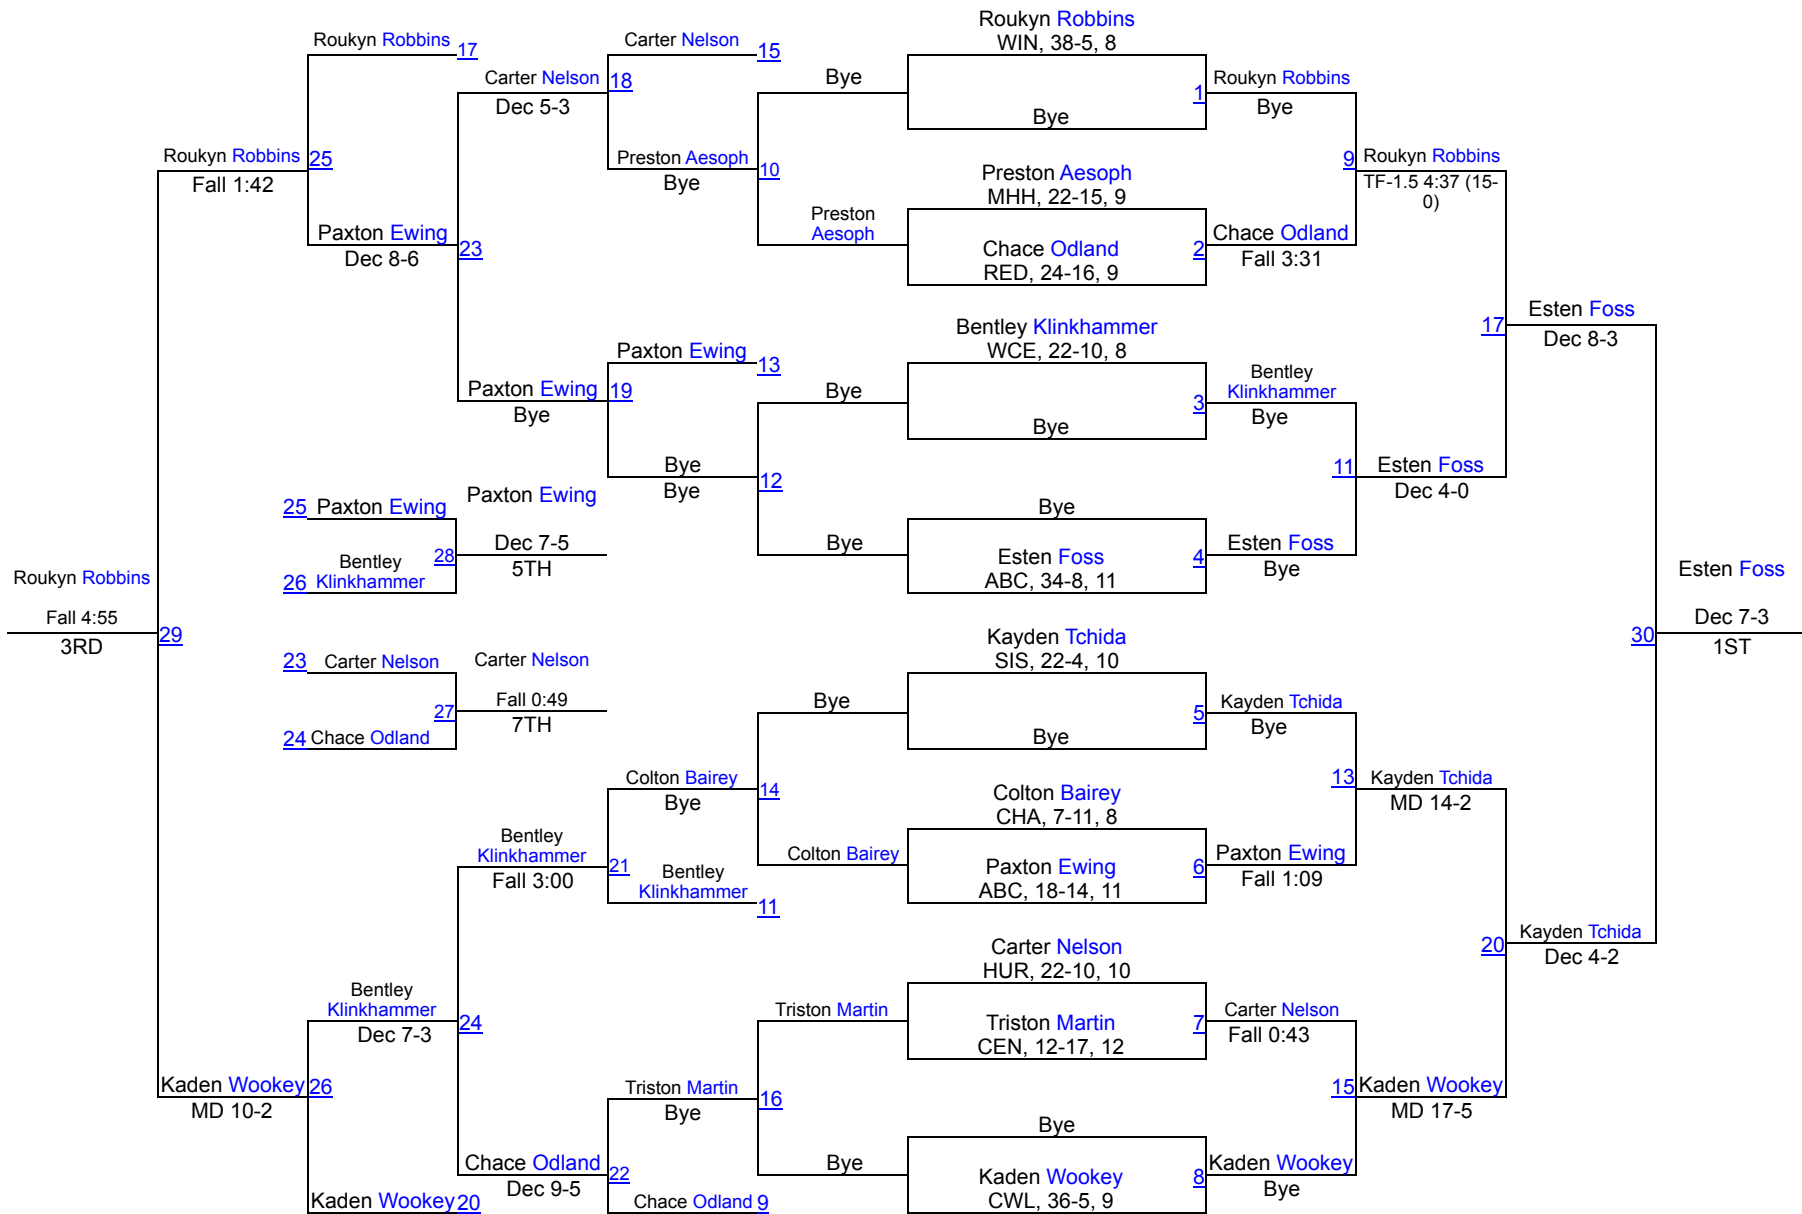 Roukyn Robbins
WIN, 38-5, 8
Bye
Preston Aesoph
MHH, 22-15, 9
Chace Odland
RED, 24-16, 9
Bentley Klinkhammer
WCE, 22-10, 8
Bye
Bye
Esten Foss
ABC, 34-8, 11
Kayden Tchida
SIS, 22-4, 10
Bye
Colton Bairey
CHA, 7-11, 8
Paxton Ewing
ABC, 18-14, 11
Carter Nelson
HUR, 22-10, 10
Triston Martin
CEN, 12-17, 12
Bye
Kaden Wookey
CWL, 36-5, 9
1
Roukyn Robbins
Bye
2
Chace Odland
Fall 3:31
3
Bentley
Klinkhammer
Bye
4
Esten Foss
Bye
5
Kayden Tchida
Bye
6
Paxton Ewing
Fall 1:09
7
Carter Nelson
Fall 0:43
8
Kaden Wookey
Bye
9
Roukyn Robbins
TF-1.5 4:37 (15-
0)
11
Esten Foss
Dec 4-0
13
Kayden Tchida
MD 14-2
15
Kaden Wookey
MD 17-5
17
Esten Foss
Dec 8-3
20
Kayden Tchida
Dec 4-2
Esten Foss
30
Dec 7-3
1ST
Bye
Preston
Aesoph
Bye
Bye
Bye
Colton Bairey
Triston Martin
Bye
Carter Nelson
15
Preston Aesoph
10
Bye
Paxton Ewing
13
Bye
12
Bye
Colton Bairey
14
Bye
Bentley
Klinkhammer
11
Triston Martin
16
Bye
Chace Odland
9
Carter Nelson
18
Dec 5-3
Paxton Ewing
19
Bye
Bentley
Klinkhammer
21
Fall 3:00
Chace Odland
22
Dec 9-5
Roukyn Robbins
17
Paxton Ewing
23
Dec 8-6
Bentley
Klinkhammer
24
Dec 7-3
Kaden Wookey
20
Roukyn Robbins
25
Fall 1:42
Kaden Wookey
26
MD 10-2
25
Paxton Ewing
26
Bentley
Klinkhammer
28
Paxton Ewing
Dec 7-5
5TH
23
Carter Nelson
24
Chace Odland
27
Carter Nelson
Fall 0:49
7TH
Roukyn Robbins
Fall 4:55
29
3RD